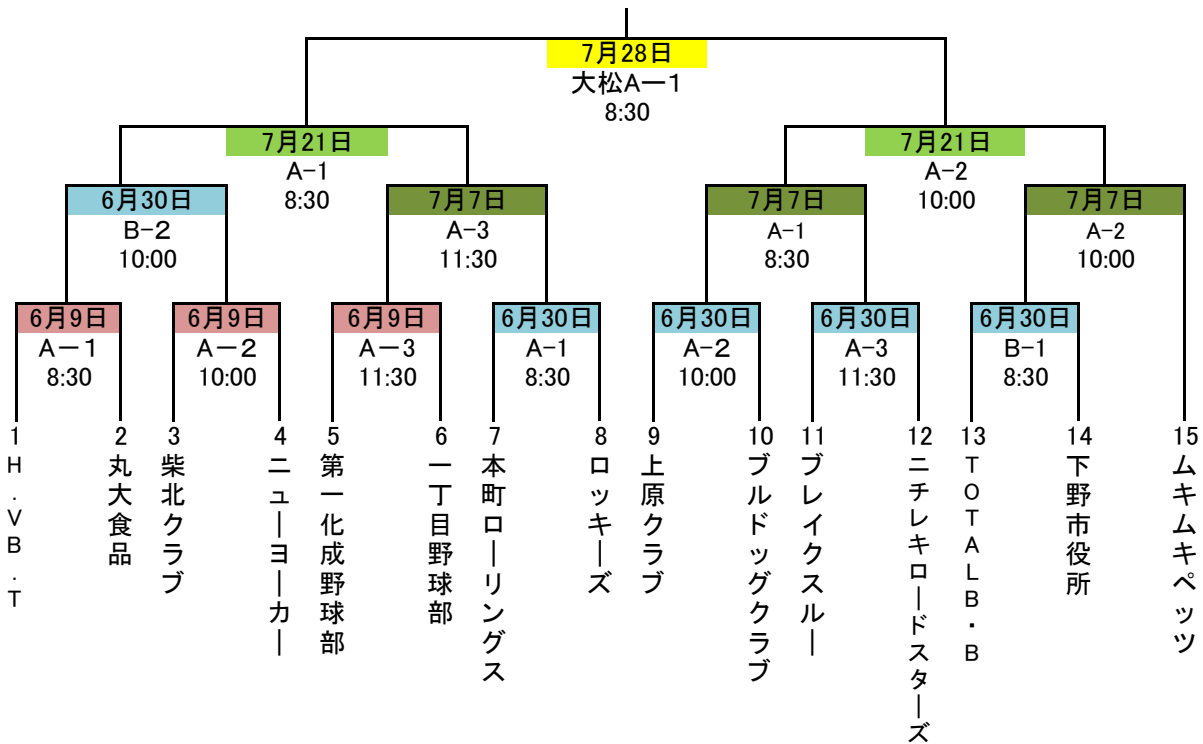 7月28日
大松A－1
8:30
7月21日
A-1
8:30
7月21日
A-2
10:00
6月30日
B-2
10:00
7月7日
A-3
11:30
7月7日
A-1
8:30
7月7日
A-2
10:00
6月9日
A－1
8:30
6月9日
A－2
10:00
6月9日
A－3
11:30
6月30日
A-1
8:30
6月30日
A-2
10:00
6月30日
A-3
11:30
6月30日
B-1
8:30
1
H.VB.T
2
丸大食品
3
柴北クラブ
4
ニューヨーカー
5
第一化成野球部
6
一丁目野球部
7
本町ローリングス
8
ロッキーズ
9
上原クラブ
10
ブルドッグクラブ
11
ブレイクスルー
12
ニチレキロードスターズ
13
TOTALB・B
14
下野市役所
15
ムキムキペッツ